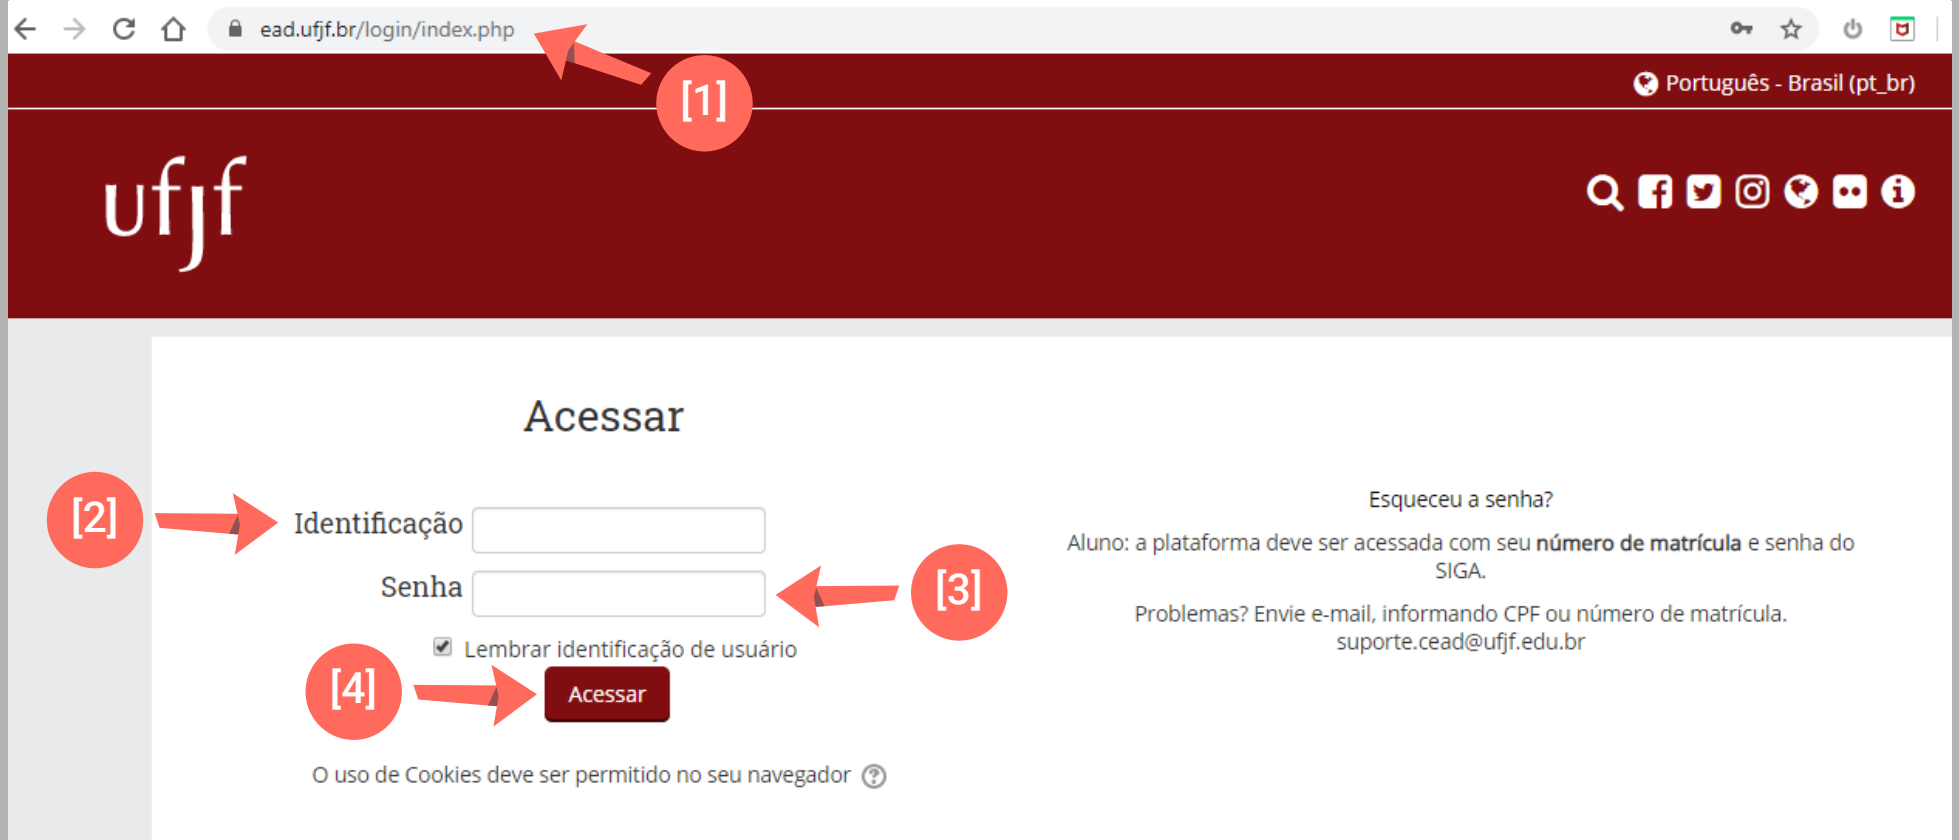 ead.ufjf.br/login/index.php
[1]
Português - Brasil (pt_br)
ufjf
Acessar
[2]
Identificação
Senha
[3]
Lembrar identificação de usuário
[4]
Acessar
O uso de Cookies deve ser permitido no seu navegador
Esqueceu a senha?
Aluno: a plataforma deve ser acessada com seu número de matrícula e senha do
SIGA.
Problemas? Envie e-mail, informando CPF ou número de matrícula.
suporte.cead@ufjf.edu.br